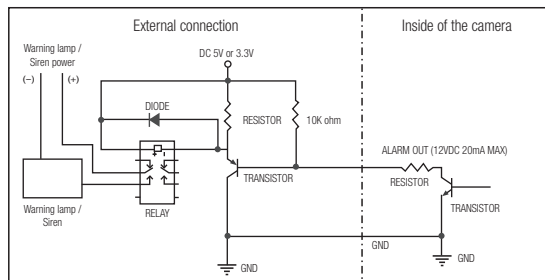 External connection
Inside of the camera
Warning lamp /
Siren power
(−)
(+)
DC 5V or 3.3V
DIODE
RESISTOR
10K ohm
ALARM OUT (12VDC 20mA MAX)
RESISTOR
TRANSISTOR
TRANSISTOR
Warning lamp /
Siren
RELAY
GND
GND
GND